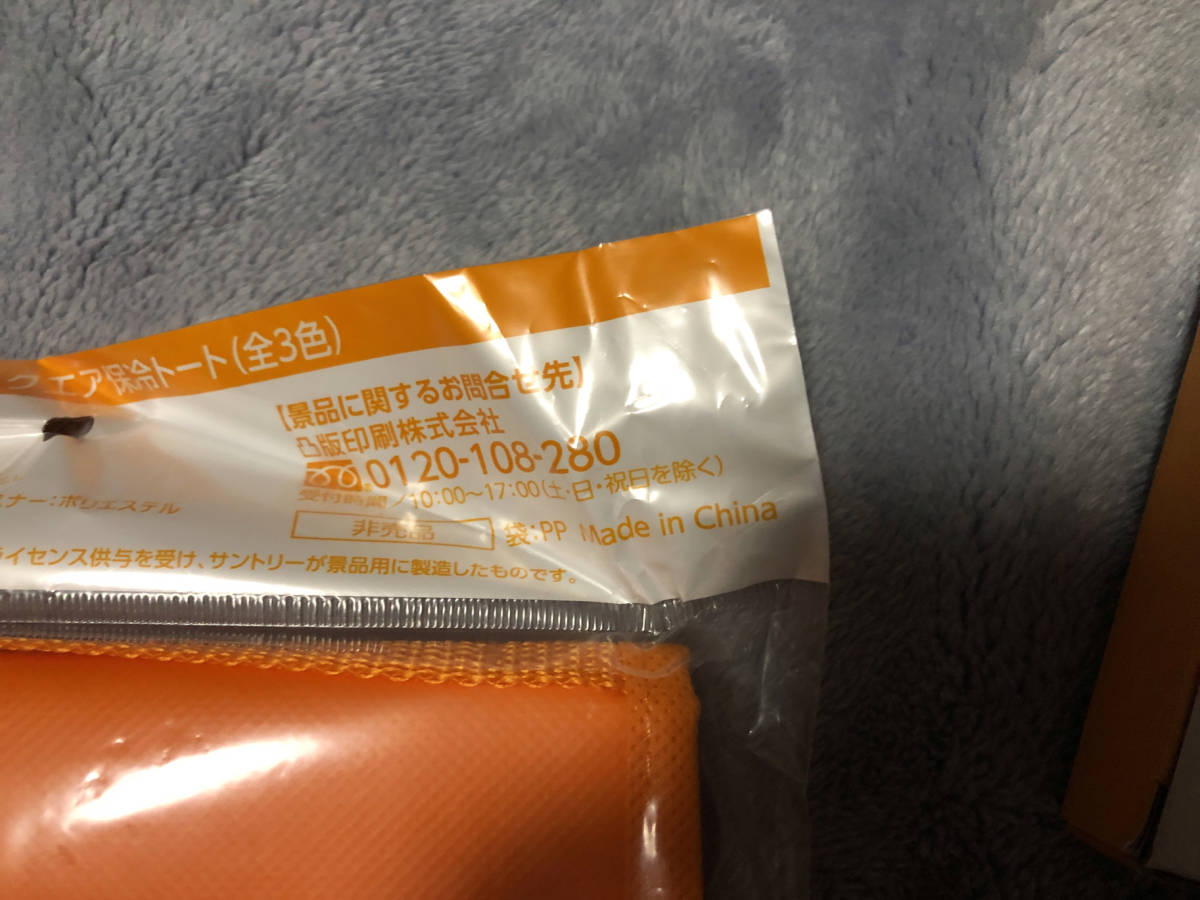 クエア保冷トート(全3色)
【景品に関するお問合せ先】
凸版印刷株式会社
0120-108-280
受付時間/10:00〜17:00(土・日・祝日を除く)
スナー:ポリエステル
非売品 袋:PP Made in China
ライセンス供与を受け、サントリーが景品用に製造したものです。